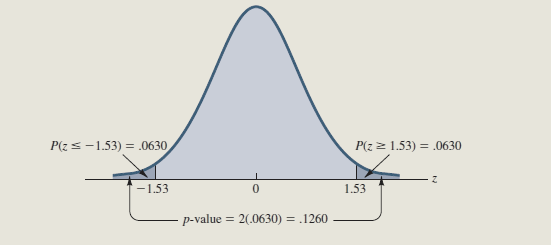 P(z ≤ −1.53) = .0630
P(z ≥ 1.53) = .0630
−1.53
0
1.53
z
p-value = 2(.0630) = .1260